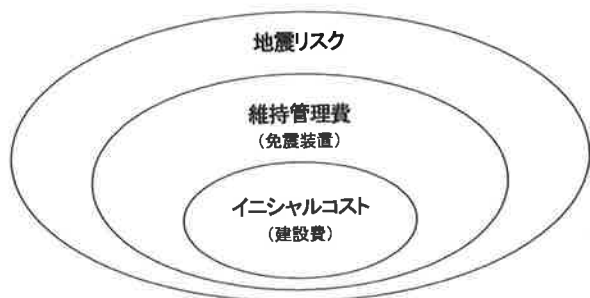 地震リスク
維持管理費
(免震装置)
イニシャルコスト
(建設費)